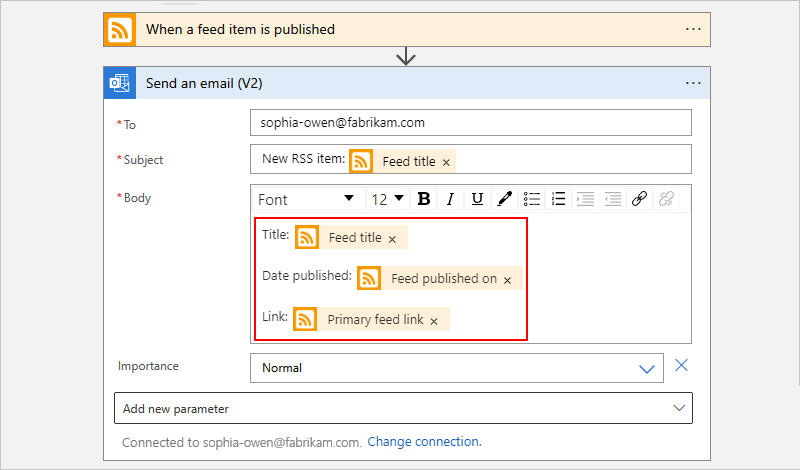 When a feed item is published ...
Send an email (V2) ...
*To sophia-owen@fabrikam.com
*Subject New RSS item: Feed title ×
*Body Font 12 B I U
Title: Feed title ×
Date published: Feed published on ×
Link: Primary feed link ×
Importance Normal
Add new parameter
Connected to sophia-owen@fabrikam.com. Change connection.